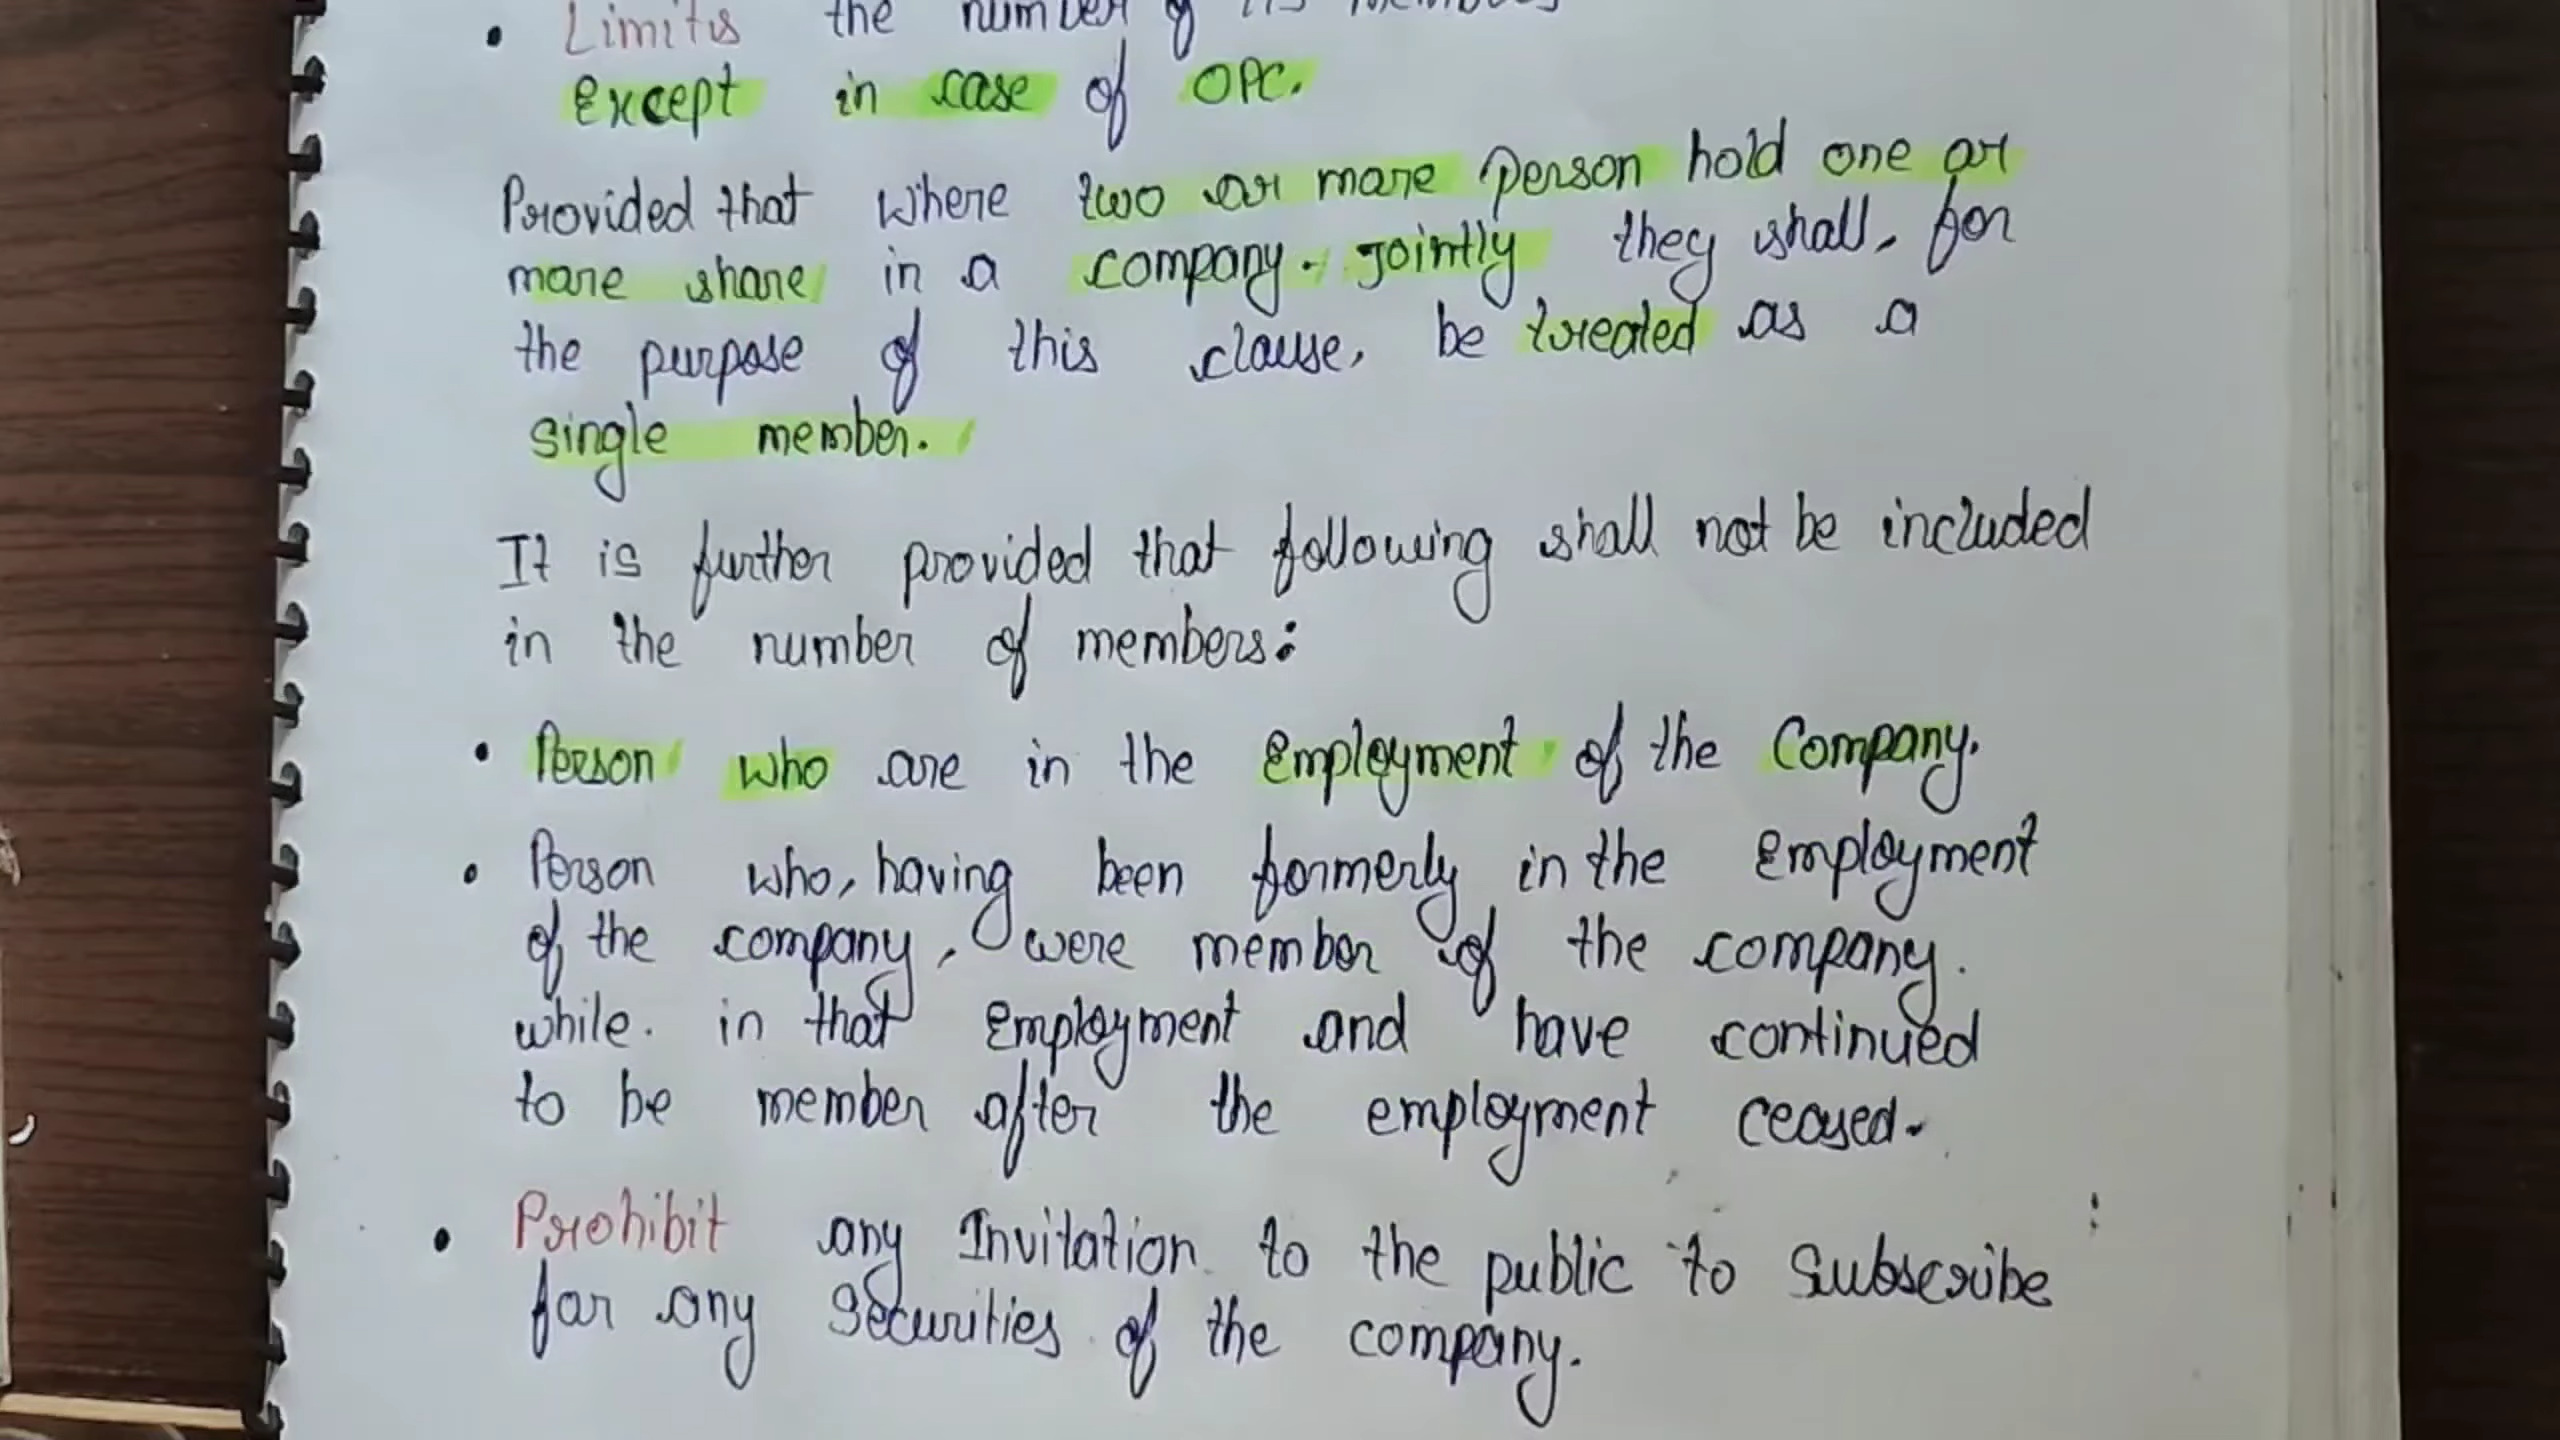 • Limits the number of its members
Except in case of OPC.
Provided that where two or more person hold one or
more share in a company. Jointly they shall, for
the purpose of this clause, be treated as a
single member.
It is further provided that following shall not be included
in the number of members:
• Person who are in the Employment of the Company.
• Person who, having been formerly in the Employment
of the company, were member of the company.
while. in that Employment and have continued
to be member after the employment ceased.
• Prohibit any Invitation to the public to Subscribe
for any Securities of the company.